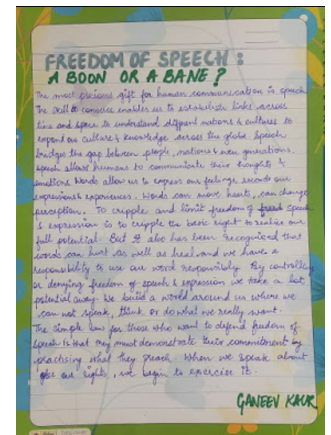 FREEDOM OF SPEECH :
A BOON OR A BANE ?
The most precious gift for human communication is speech
The skill to converse enables us to establish links across
time and space to understand different nations & cultures to
expand our culture & knowledge across the globe Speech
bridges the gap between people, nations & even generations.
speech allows humans to communicate their thoughts &
emotions Words allow us to express our feelings records our
expressions & experiences. Words can move hearts, can change
perception. To cripple and limit freedom of speech
& expression is to cripple the basic right to realise our
full potential. But it also has been recognised that
words can hurt as well as heal and we have a
responsibility to use our word responsibly. By controlling
or denying freedom of speech & expression we take a lot
potential away. We build a world around us where we
can not speak, think or do what we really want.
The simple law for those who want to defend freedom of
speech is that they must demonstrate their commitment by
practising what they preach. When we speak about
our rights, we begin to exercise it.
GANEEV KAUR